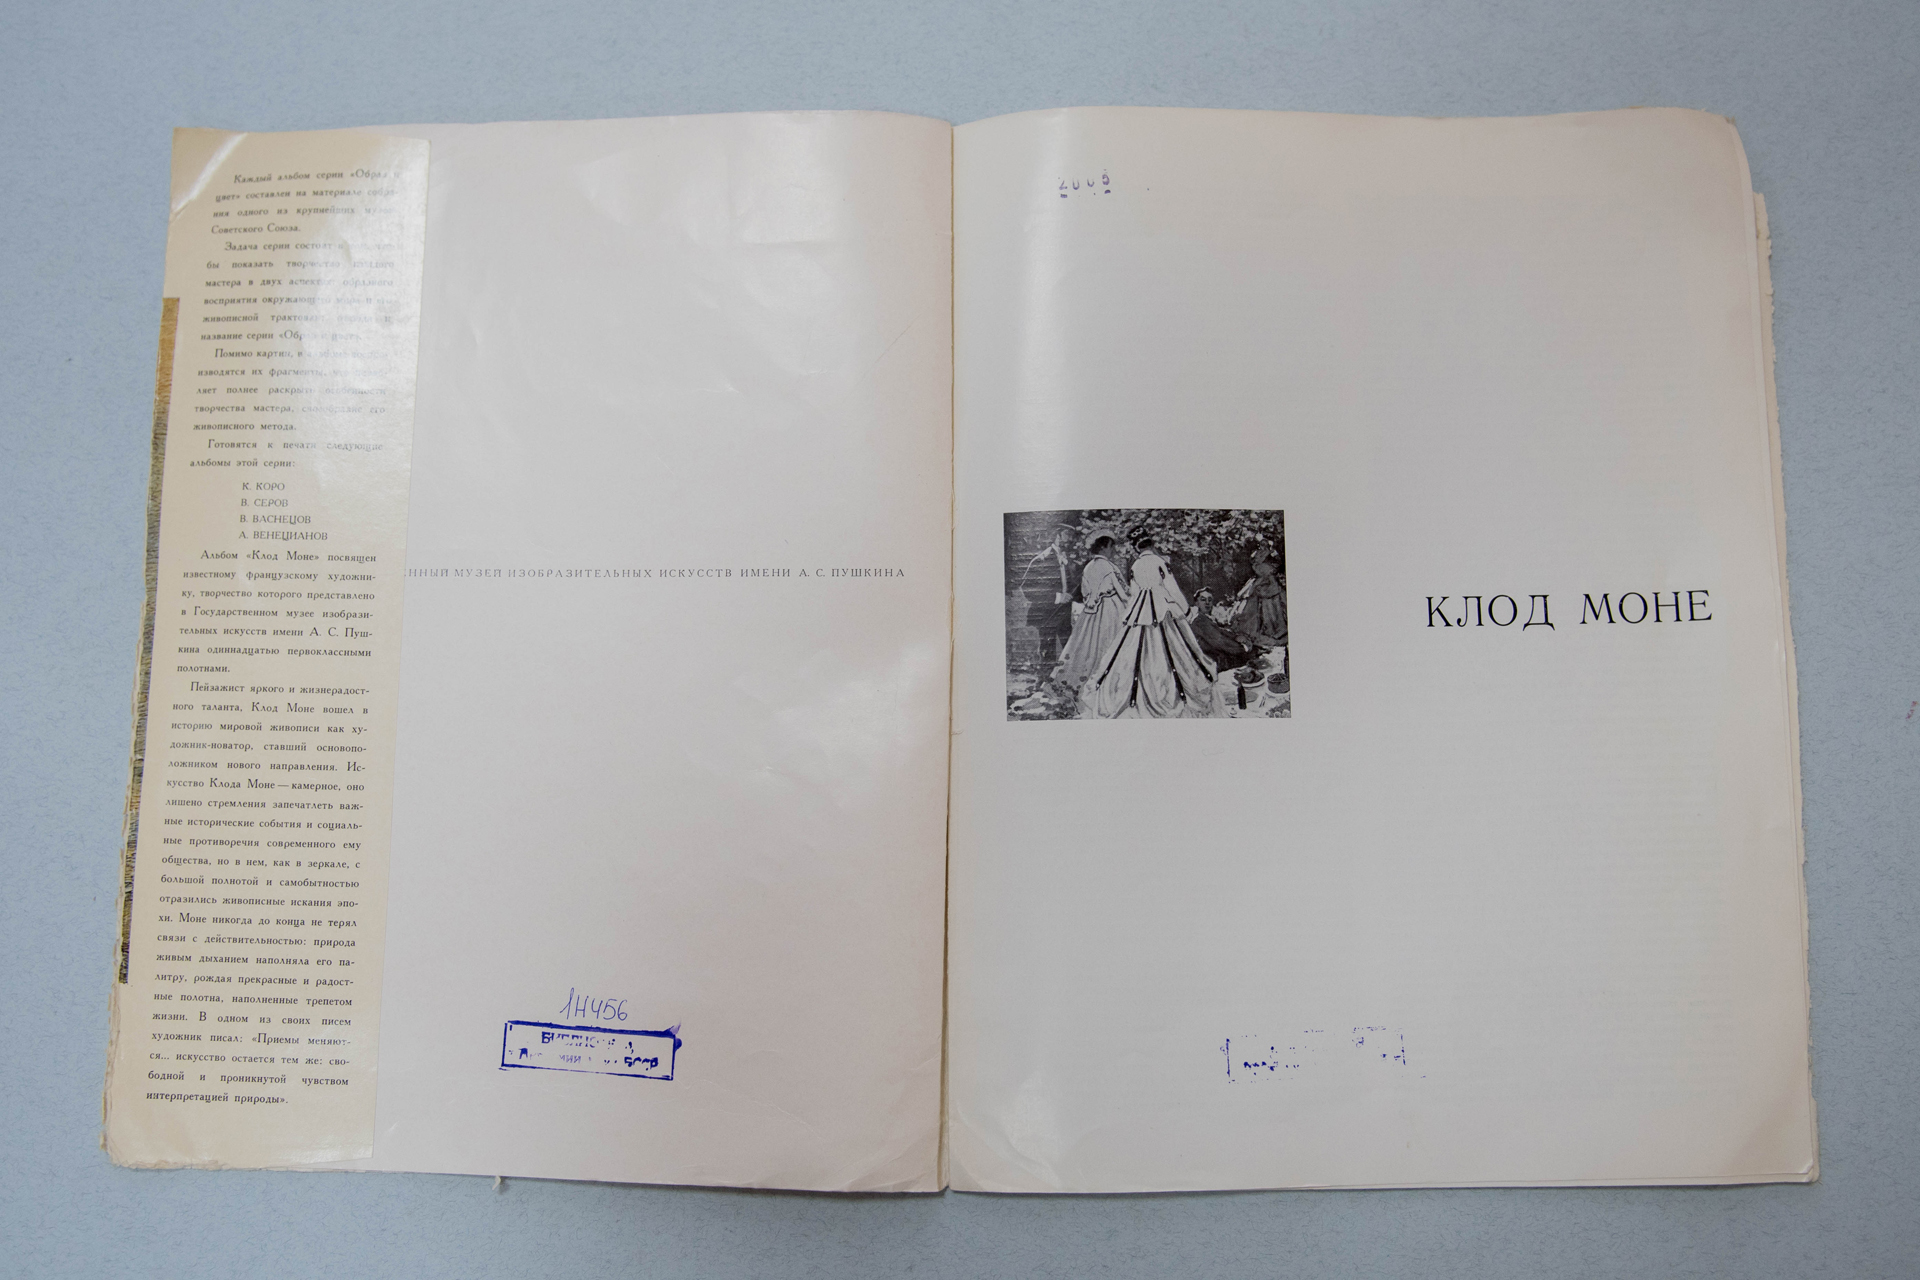 Каждый альбом серии «Образ и
цвет» составлен на материале собра-
ния одного из крупнейших музеев
Советского Союза.
Задача серии состоит
бы показать творчество каждого
мастера в двух аспектах: образного
восприятия окружающего мира и его
живописной трактовки
название серии «Образ и цвет».
Помимо картин, в
изводятся их фрагменты,
ляет полнее раскрыть особенности
творчества мастера, своеобразие его
живописного метода.
Готовятся к печати следующие
альбомы этой серии:
К. КОРО
В. СЕРОВ
В. ВАСНЕЦОВ
А. ВЕНЕЦИАНОВ
Альбом «Клод Моне» посвящен
известному французскому художни-
ку, творчество которого представлено
в Государственном музее изобрази-
тельных искусств имени А. С. Пуш-
кина одиннадцатью первоклассными
полотнами.
Пейзажист яркого и жизнерадост-
ного таланта, Клод Моне вошел в
историю мировой живописи как ху-
дожник-новатор, ставший основопо-
ложником нового направления. Ис-
кусство Клода Моне — камерное, оно
лишено стремления запечатлеть важ-
ные исторические события и социаль-
ные противоречия современного ему
общества, но в нем, как в зеркале, с
большой полнотой и самобытностью
отразились живописные искания эпо-
хи. Моне никогда до конца не терял
связи с действительностью: природа
живым дыханием наполняла его па-
литру, рождая прекрасные и радост-
ные полотна, наполненные трепетом
жизни. В одном из своих писем
художник писал: «Приемы меняют-
ся... искусство остается тем же: сво-
бодной и проникнутой чувством
интерпретацией природы».
ННЫЙ МУЗЕЙ ИЗОБРАЗИТЕЛЬНЫХ ИСКУССТВ ИМЕНИ А. С. ПУШКИНА
1Н456
2005
КЛОД МОНЕ